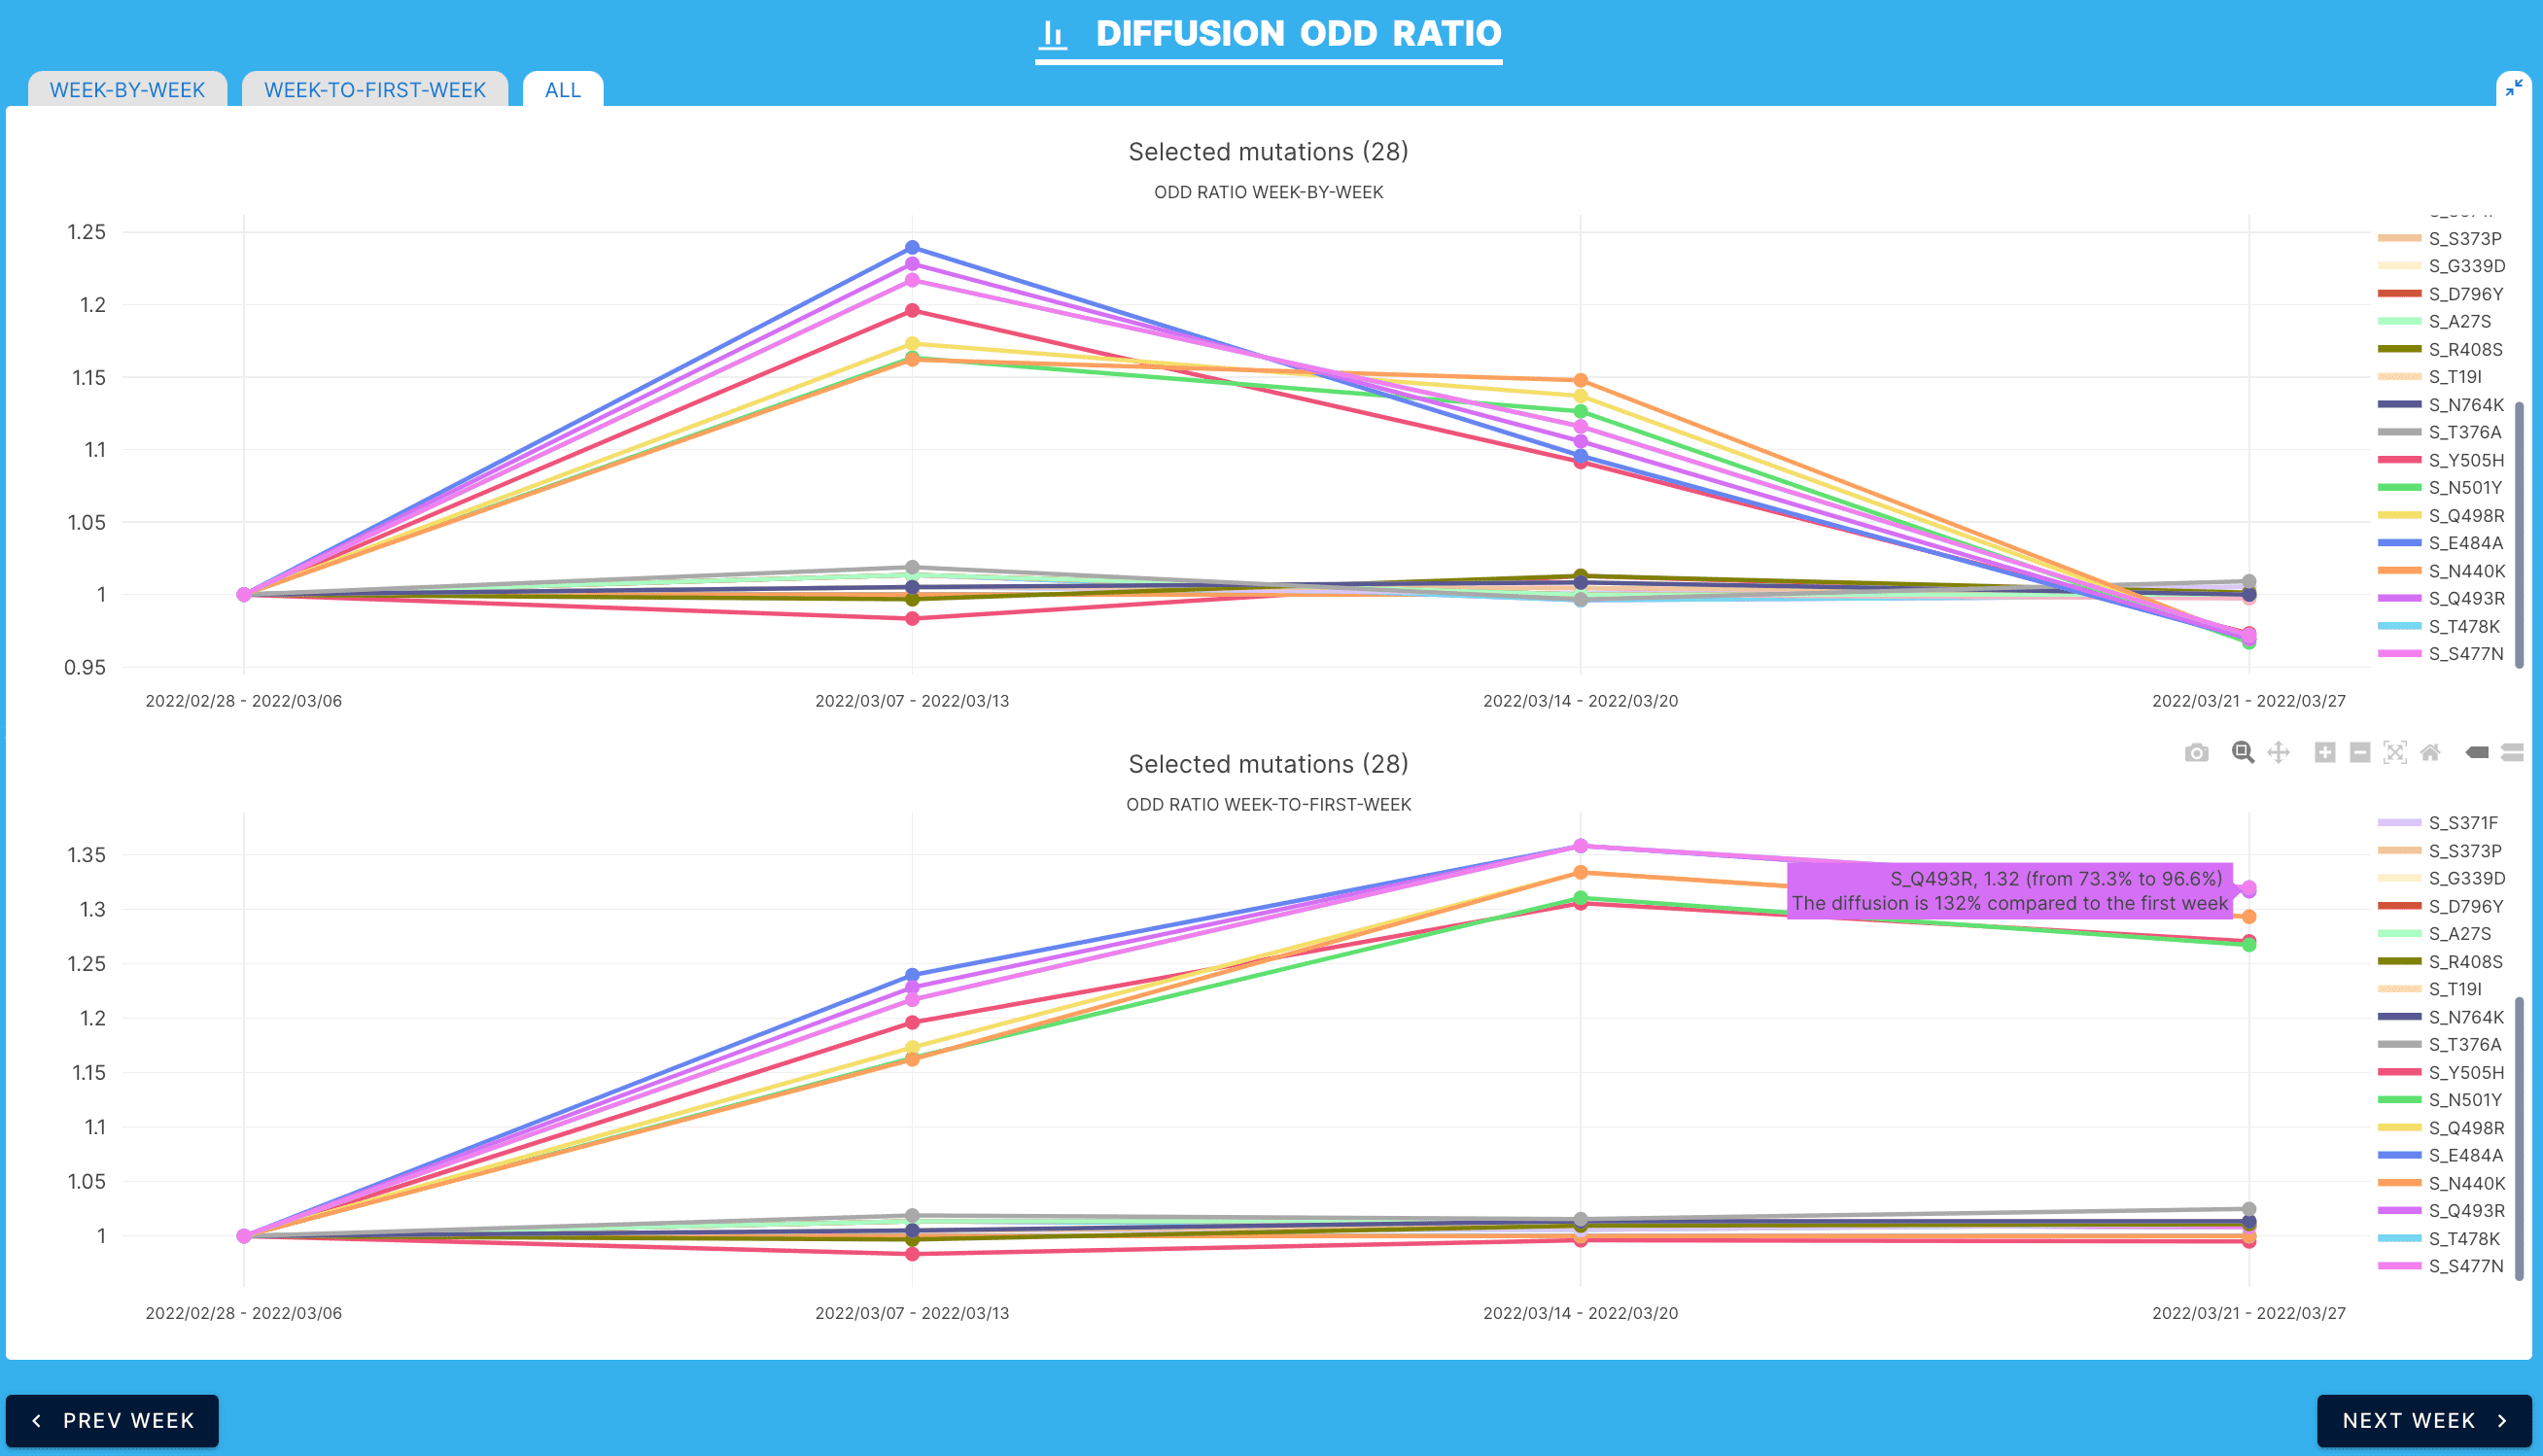 DIFFUSION ODD RATIO
WEEK-BY-WEEK
WEEK-TO-FIRST-WEEK
ALL
Selected mutations (28)
ODD RATIO WEEK-BY-WEEK
1.25
1.2
1.15
1.1
1.05
1
0.95
2022/02/28 - 2022/03/06
2022/03/07 - 2022/03/13
2022/03/14 - 2022/03/20
2022/03/21 - 2022/03/27
S_S373P
S_G339D
S_D796Y
S_A27S
S_R408S
S_T19I
S_N764K
S_T376A
S_Y505H
S_N501Y
S_Q498R
S_E484A
S_N440K
S_Q493R
S_T478K
S_S477N
Selected mutations (28)
ODD RATIO WEEK-TO-FIRST-WEEK
1.35
1.3
1.25
1.2
1.15
1.1
1.05
1
S_Q493R, 1.32 (from 73.3% to 96.6%)
The diffusion is 132% compared to the first week
2022/02/28 - 2022/03/06
2022/03/07 - 2022/03/13
2022/03/14 - 2022/03/20
2022/03/21 - 2022/03/27
S_S371F
S_S373P
S_G339D
S_D796Y
S_A27S
S_R408S
S_T19I
S_N764K
S_T376A
S_Y505H
S_N501Y
S_Q498R
S_E484A
S_N440K
S_Q493R
S_T478K
S_S477N
PREV WEEK
NEXT WEEK